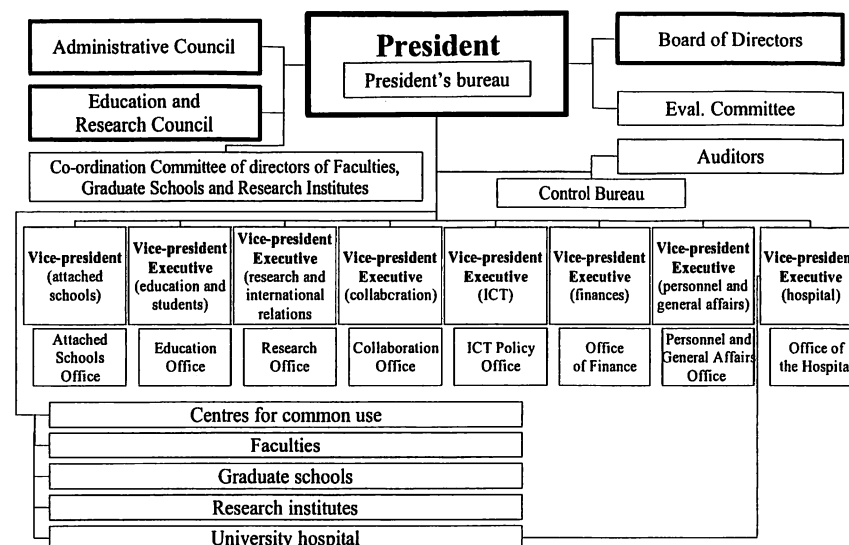 Administrative Council
President
President's bureau
Board of Directors
Education and
Research Council
Eval. Committee
Co-ordination Committee of directors of Faculties,
Graduate Schools and Research Institutes
Auditors
Control Bureau
Vice-president
(attached
schools)
Vice-president
Executive
(education and
students)
Vice-president
Executive
(research and
international
relations
Vice-president
Executive
(collabcration)
Vice-president
Executive
(ICT)
Vice-president
Executive
(finances)
Vice-president
Executive
(personnel and
general affairs)
Vice-presiden
Executive
(hospital)
Attached
Schools
Office
Education
Office
Research
Office
Collaboration
Office
ICT Policy
Office
Office
of Finance
Personnel and
General Affairs
Office
Office of
the Hospita
Centres for common use
Faculties
Graduate schools
Research institutes
University hospital